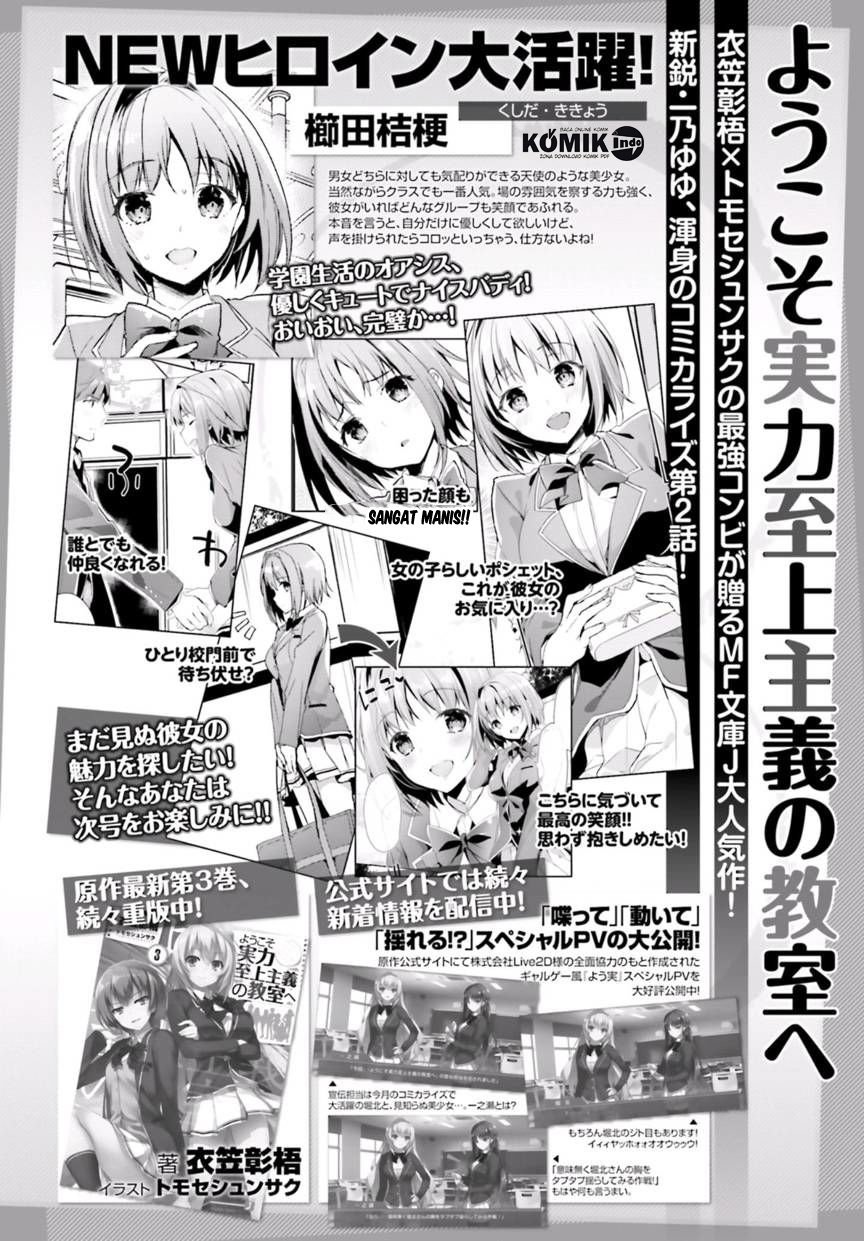 ようこそ実力至上主義の教室へ
衣笠彰梧×トモセシュンサクの最強コンビが贈るMF文庫J大人気作！
新鋭・一乃ゆゆ、渾身のコミカライズ第2話！
NEWヒロイン大活躍！
くしだ・ききょう
櫛田桔梗
BACA ONLINE KOMIK
KOMIK Indo
ZONA DOWNLOAD KOMIK PDF
男女どちらに対しても気配りができる天使のような美少女。
当然ながらクラスでも一番人気。場の雰囲気を察する力も強く、
彼女がいればどんなグループも笑顔であふれる。
本音を言うと、自分だけに優しくして欲しいけど、
声を掛けられたらコロッといっちゃう、仕方ないよね！
学園生活のオアシス、
優しくキュートでナイスバディ！
おいおい、完璧か…！
困った顔も
SANGAT MANIS!!
誰とでも
仲良くなれる！
女の子らしいポシェット、
これが彼女の
お気に入り…？
ひとり校門前で
待ち伏せ？
にこっ
こちらに気づいて
最高の笑顔!!
思わず抱きしめたい！
まだ見ぬ彼女の
魅力を探したい！
そんなあなたは
次号をお楽しみに!!
原作最新第3巻、
続々重版中！
トモセシュンサク
3
ようこそ
実力
至上主義
の教室へ
著 衣笠彰梧
イラスト トモセシュンサク
公式サイトでは続々
新着情報を配信中！
「喋って」「動いて」
「揺れる!?」スペシャルPVの大公開！
原作公式サイトにて株式会社Live2D様の全面協力のもと作成された
ギャルゲー風『よう実』スペシャルPVを
大好評公開中！
宣伝担当は今月のコミカライズで
大活躍の堀北と、見知らぬ美少女…。一之瀬とは？
もちろん堀北のジト目もあります！
イィィヤッホォォオオウゥゥウ！
「意味無く堀北さんの胸を
タプタプ揺らしてみる作戦！」
もはや何も言うまい。